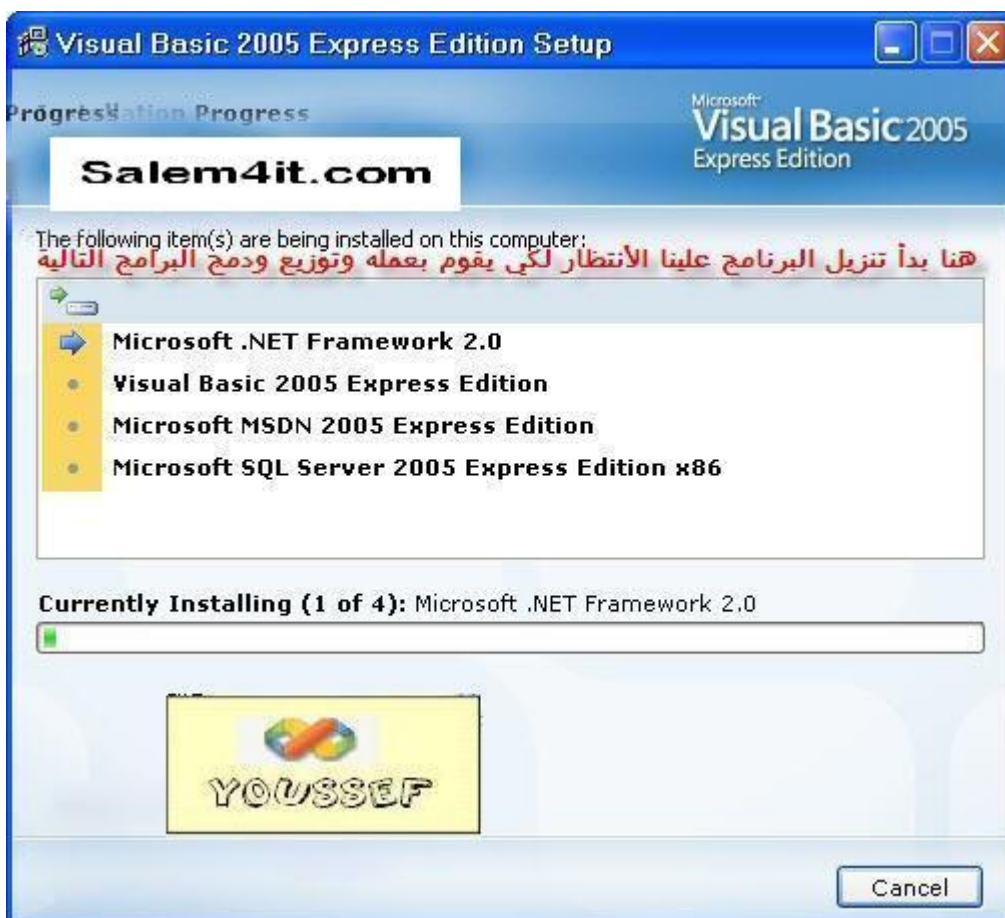 Visual Basic 2005 Express Edition Setup
Progress
Progress
Microsoft
Visual Basic 2005
Express Edition
Salem4it.com
The following item(s) are being installed on this computer:
هنا بدأ تنزيل البرنامج علينا الأنتظار لكي يقوم بعمله وتوزيع ودمج البرامج التالية
Microsoft .NET Framework 2.0
Visual Basic 2005 Express Edition
Microsoft MSDN 2005 Express Edition
Microsoft SQL Server 2005 Express Edition x86
Currently Installing (1 of 4): Microsoft .NET Framework 2.0
YOUSSEF
Cancel